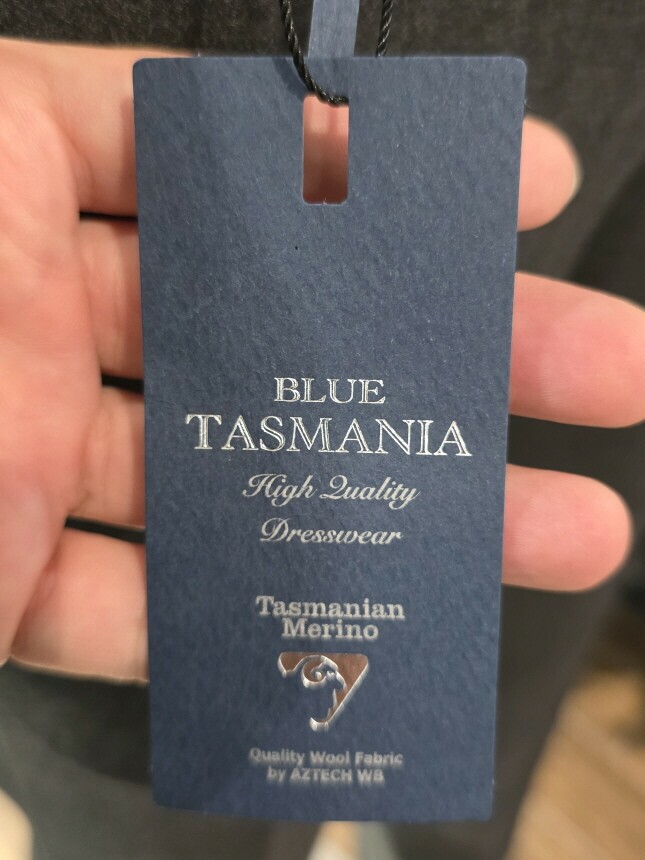 BLUE
TASMANIA
High Quality
Dresswear
Tasmanian
Merino
Quality Wool Fabric
by AZTECH WB